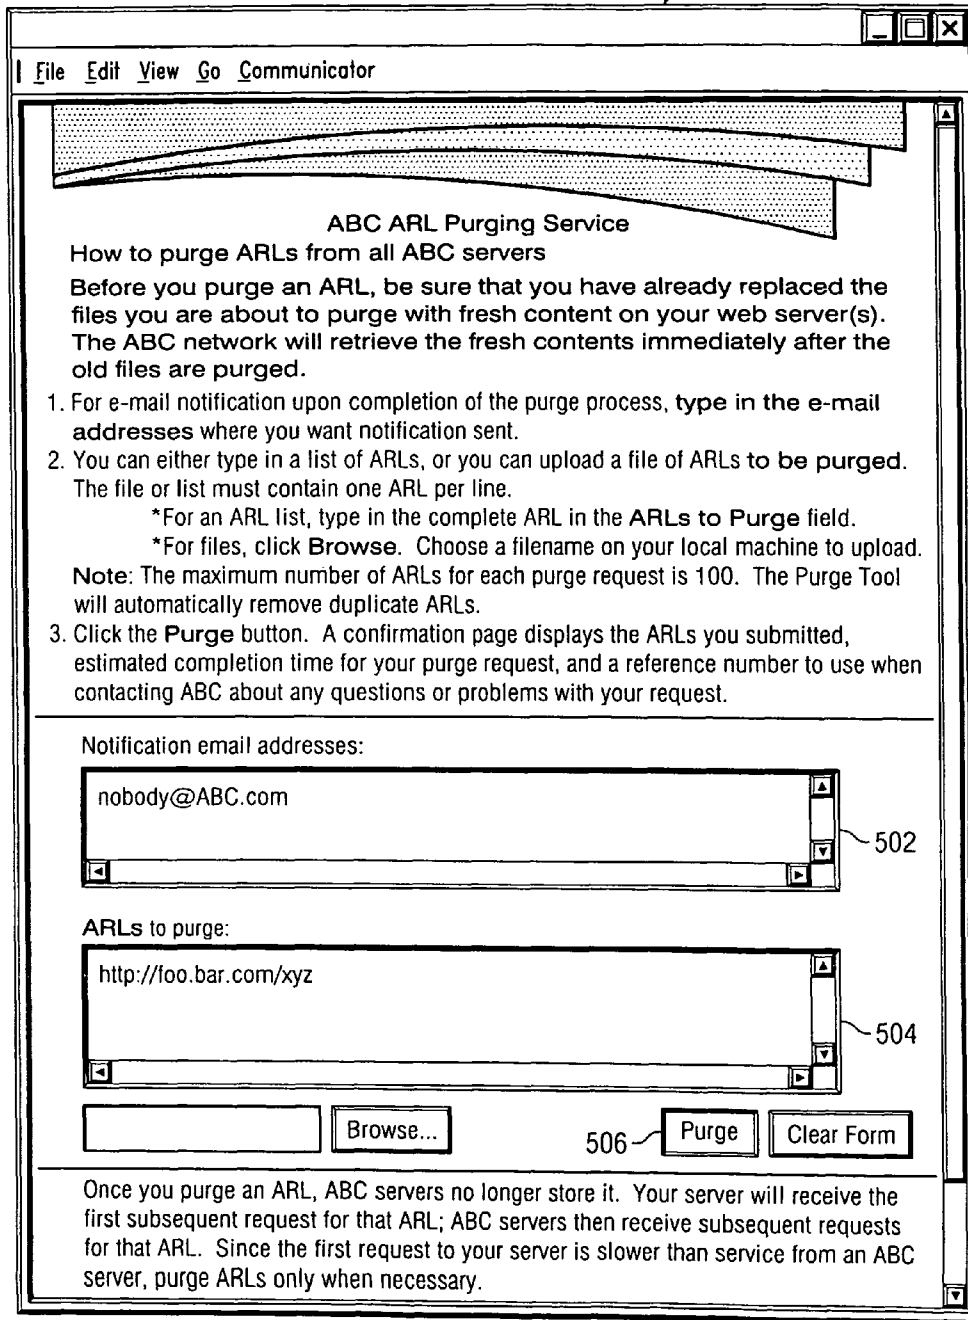 File Edit View Go Communicator
ABC ARL Purging Service
How to purge ARLs from all ABC servers
Before you purge an ARL, be sure that you have already replaced the
files you are about to purge with fresh content on your web server(s).
The ABC network will retrieve the fresh contents immediately after the
old files are purged.
1. For e-mail notification upon completion of the purge process, type in the e-mail
addresses where you want notification sent.
2. You can either type in a list of ARLs, or you can upload a file of ARLs to be purged.
The file or list must contain one ARL per line.
*For an ARL list, type in the complete ARL in the ARLs to Purge field.
*For files, click Browse. Choose a filename on your local machine to upload.
Note: The maximum number of ARLs for each purge request is 100. The Purge Tool
will automatically remove duplicate ARLs.
3. Click the Purge button. A confirmation page displays the ARLs you submitted,
estimated completion time for your purge request, and a reference number to use when
contacting ABC about any questions or problems with your request.
Notification email addresses:
nobody@ABC.com
502
ARLs to purge:
http://foo.bar.com/xyz
504
Browse... 506 Purge Clear Form
Once you purge an ARL, ABC servers no longer store it. Your server will receive the
first subsequent request for that ARL; ABC servers then receive subsequent requests
for that ARL. Since the first request to your server is slower than service from an ABC
server, purge ARLs only when necessary.